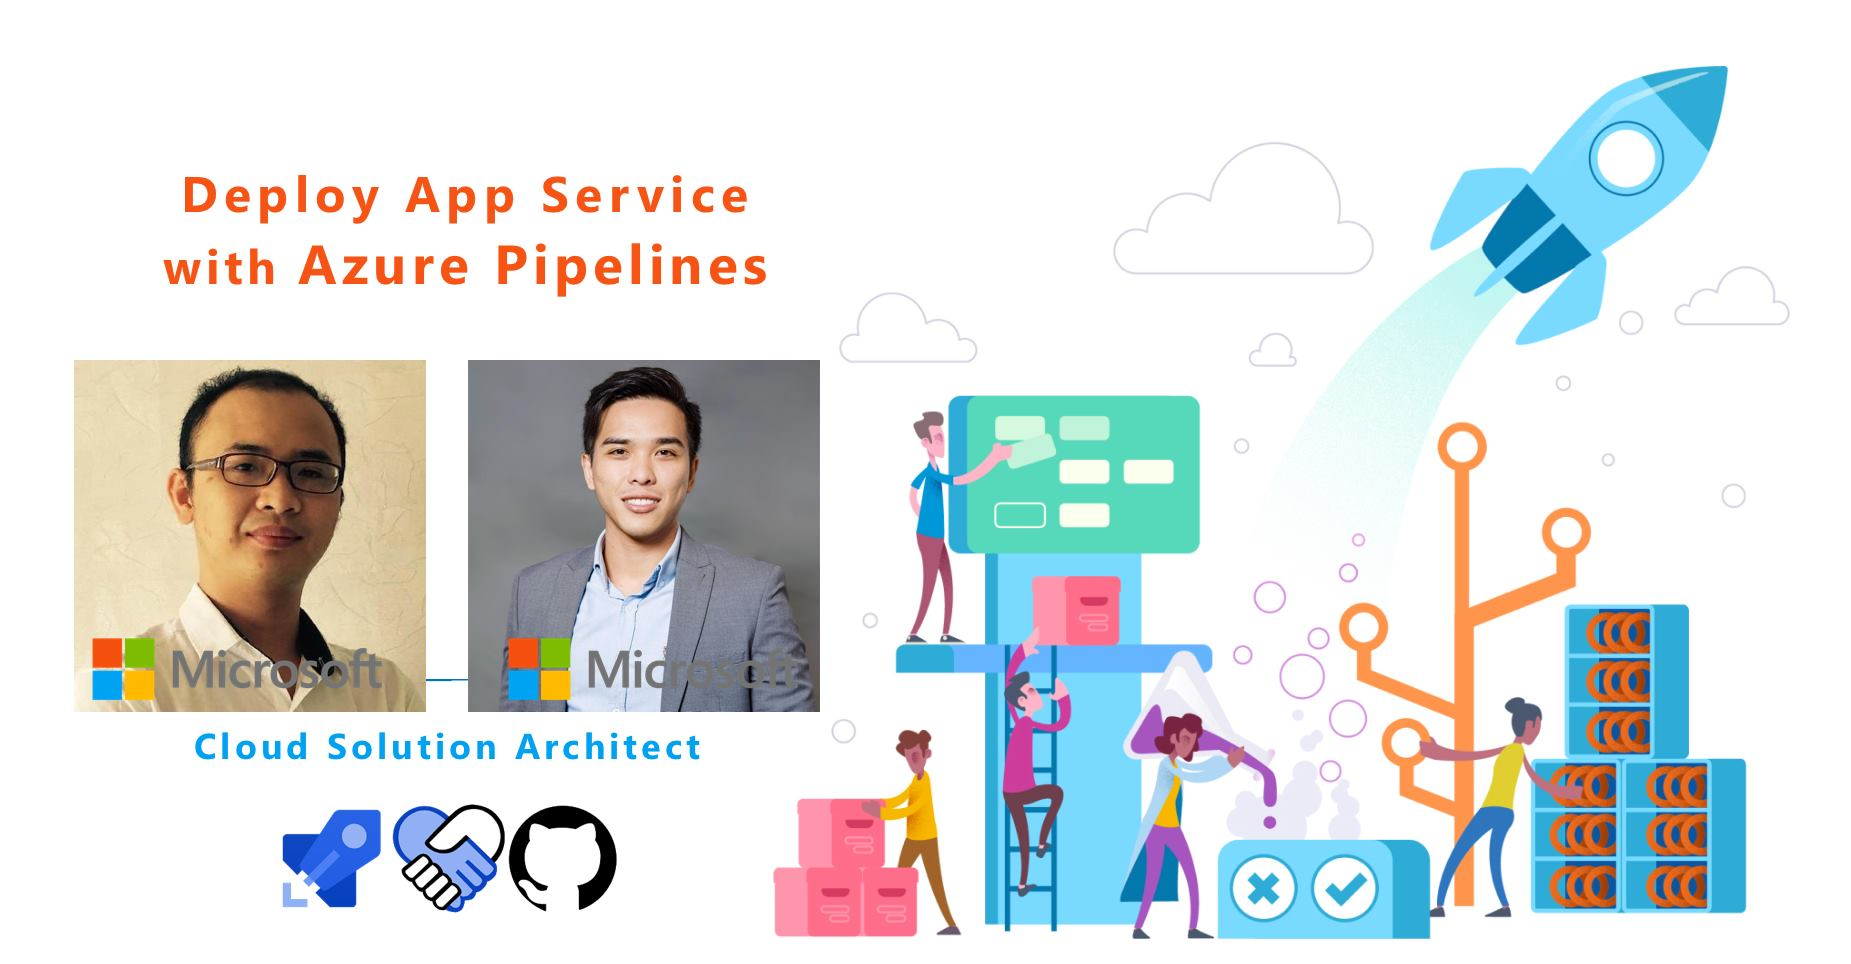 Deploy App Service
with Azure Pipelines
Microsoft
Microsoft
Cloud Solution Architect